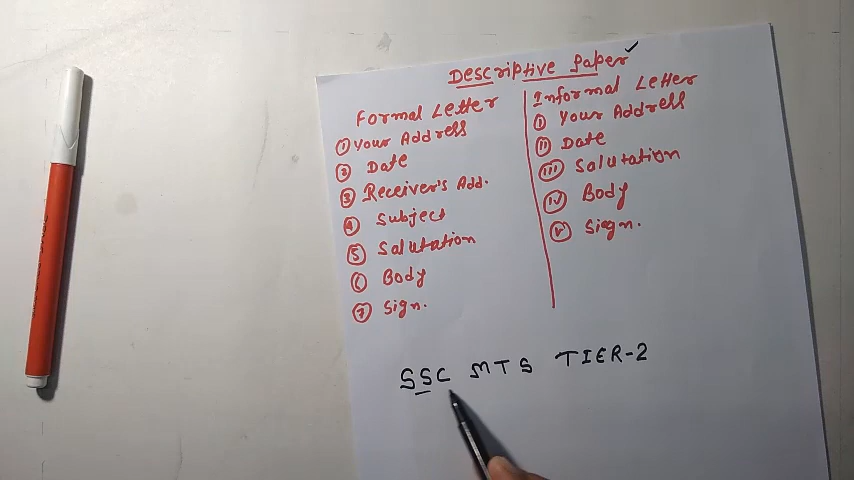 Descriptive Paper
Formal Letter
① Your Address
② Date
③ Receiver's Add.
④ Subject
⑤ Salutation
⑥ Body
⑦ Sign.
Informal Letter
Ⓘ Your Address
ⓘⓘ Date
ⓘⓘⓘ Salutation
ⓘⓥ Body
ⓥ Siegn.
SSC MTS TIER-2